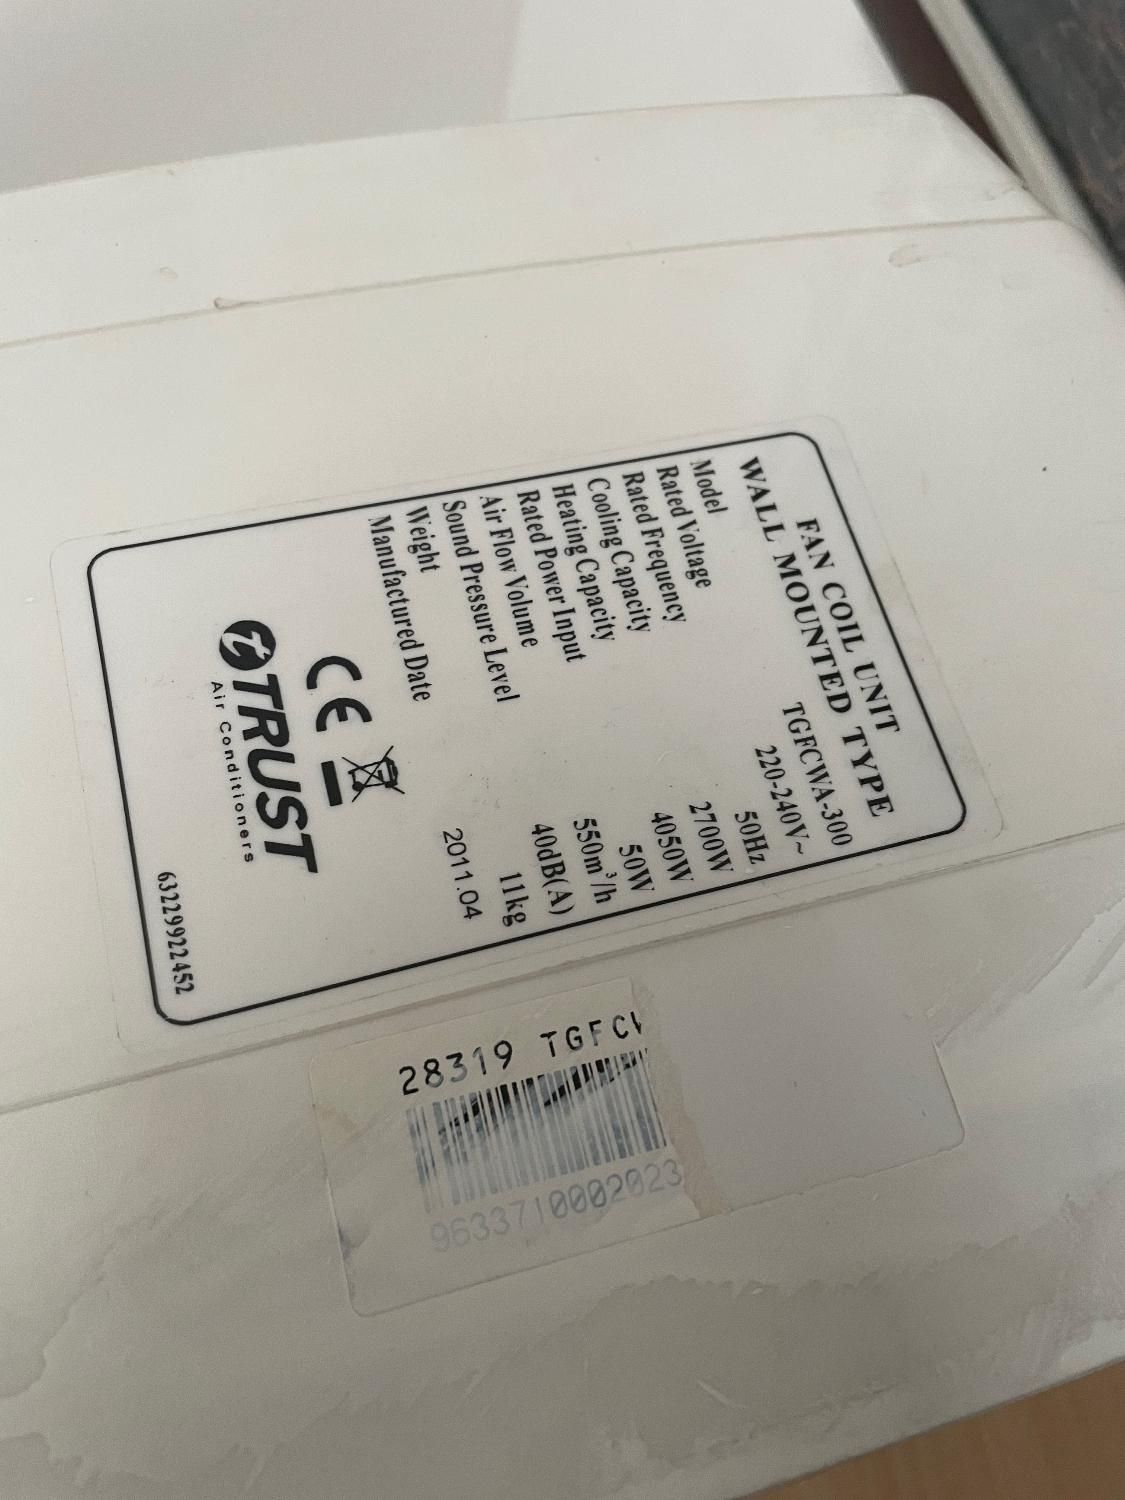 FAN COIL UNIT
WALL MOUNTED TYPE
Model TGFCWA-300
Rated Voltage 220-240V~
Rated Frequency 50Hz
Cooling Capacity 2700W
Heating Capacity 4050W
Rated Power Input 50W
Air Flow Volume 550m³/h
Sound Pressure Level 40dB(A)
Weight 11kg
Manufactured Date 2011.04
CE
TRUST
Air Conditioners
63229922452
28319 TGFC
9633710002023